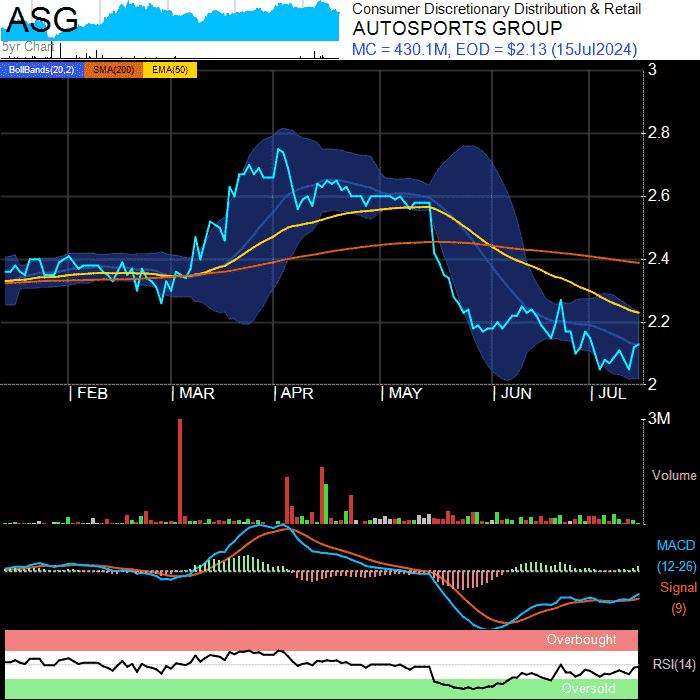 ASG
5yr Chart
Consumer Discretionary Distribution & Retail
AUTOSPORTS GROUP
MC = 430.1M, EOD = $2.13 (15Jul2024)
BollBands(20,2) SMA(200) EMA(50)
3
2.8
2.6
2.4
2.2
2
FEB MAR APR MAY JUN JUL
3M
Volume
MACD
(12-26)
Signal
(9)
Overbought
RSI(14)
Oversold